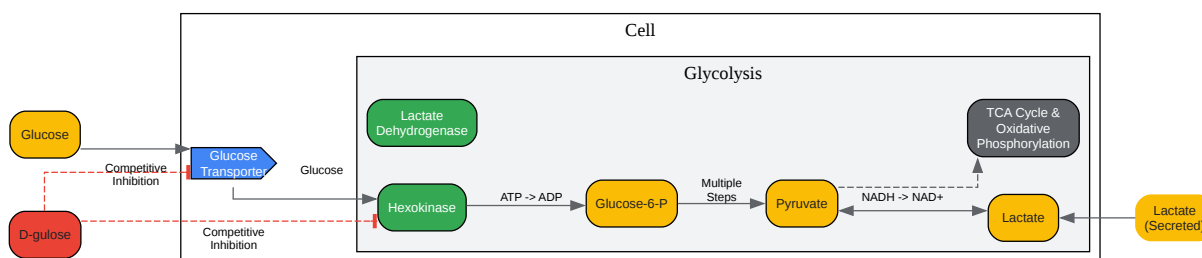 Cell
Glycolysis
Glucose
Competitive
Inhibition
Glucose
Transporter
Glucose
Lactate
Dehydrogenase
TCA Cycle &
Oxidative
Phosphorylation
D-gulose
Competitive
Inhibition
Hexokinase
ATP -> ADP
Glucose-6-P
Multiple
Steps
Pyruvate
NADH -> NAD+
Lactate
Lactate
(Secreted)